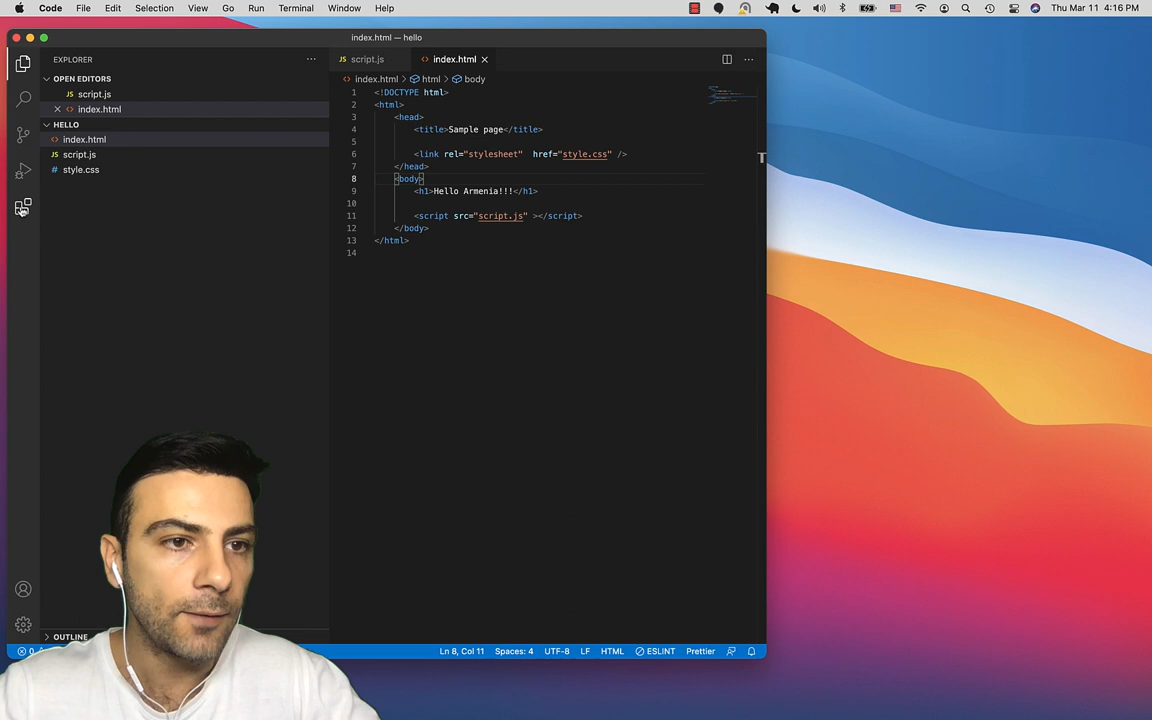 Code File Edit Selection View Go Run Terminal Window Help Thu Mar 11 4:16 PM
index.html — hello
EXPLORER
OPEN EDITORS
JS script.js
index.html
HELLO
index.html
JS script.js
# style.css
OUTLINE
JS script.js
index.html
index.html > html > body
1 <!DOCTYPE html>
2 <html>
3 <head>
4 <title>Sample page</title>
5
6 <link rel="stylesheet" href="style.css" />
7 </head>
8 <body>
9 <h1>Hello Armenia!!!</h1>
10
11 <script src="script.js" ></script>
12 </body>
13 </html>
14
0 Ln 8, Col 11 Spaces: 4 UTF-8 LF HTML ESLINT Prettier